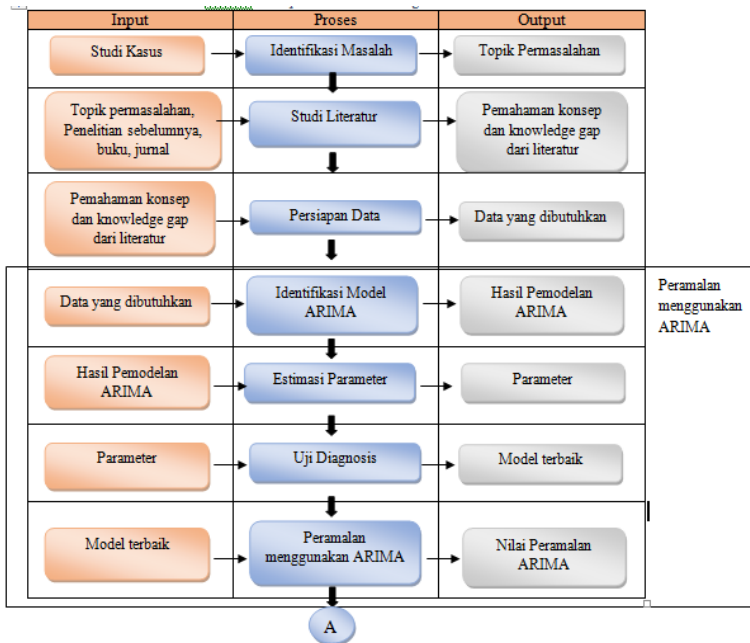 Input
Proses
Output
Studi Kasus
Identifikasi Masalah
Topik Permasalahan
Topik permasalahan,
Penelitian sebelumnya,
buku, jurnal
Studi Literatur
Pemahaman konsep
dan knowledge gap
dari literatur
Pemahaman konsep
dan knowledge gap
dari literatur
Persiapan Data
Data yang dibutuhkan
Data yang dibutuhkan
Identifikasi Model
ARIMA
Hasil Pemodelan
ARIMA
Peramalan
menggunakan
ARIMA
Hasil Pemodelan
ARIMA
Estimasi Parameter
Parameter
Parameter
Uji Diagnosis
Model terbaik
Model terbaik
Peramalan
menggunakan ARIMA
Nilai Peramalan
ARIMA
A